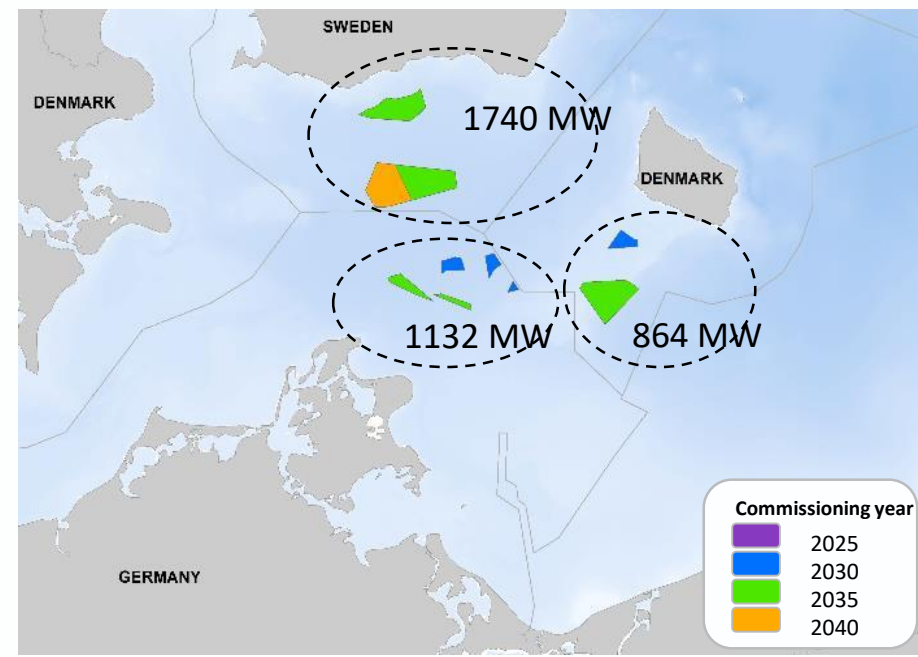 SWEDEN
DENMARK
1740 MW
DENMARK
1132 MW
864 MW
GERMANY
Commissioning year
2025
2030
2035
2040